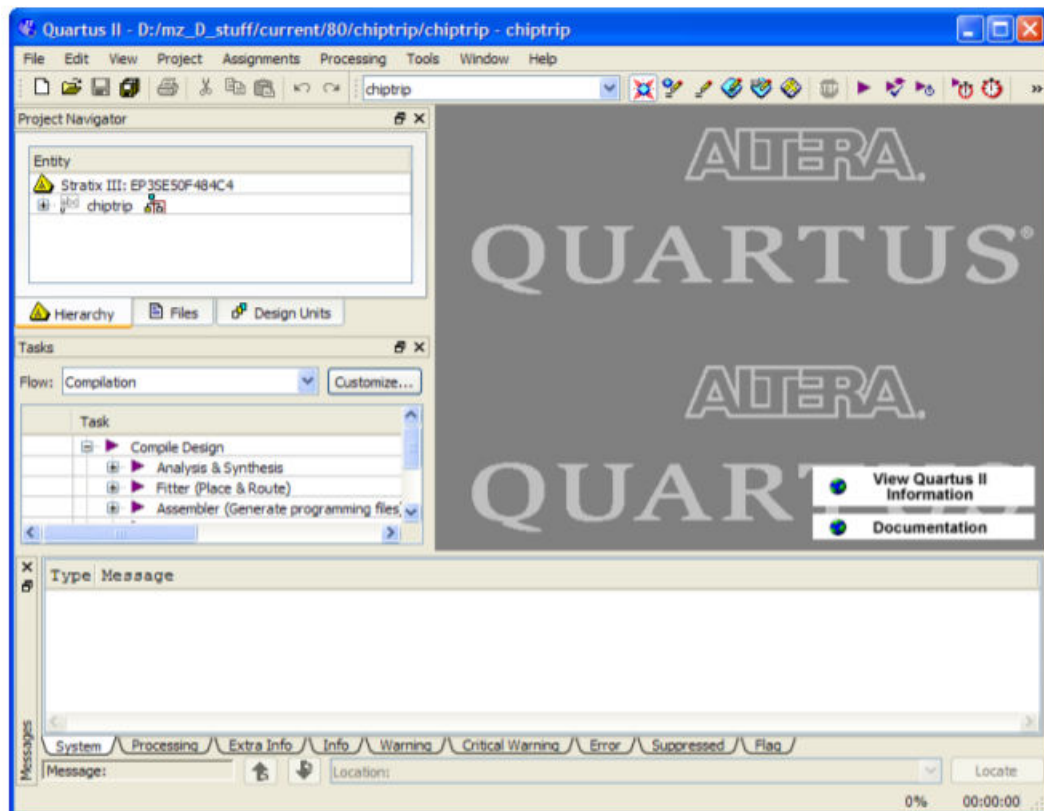 Quartus II - D:/mz_D_stuff/current/80/chiptrip/chiptrip - chiptrip
File Edit View Project Assignments Processing Tools Window Help
chiptrip
Project Navigator
Entity
Stratix III: EP3SE50F484C4
chiptrip
Hierarchy Files Design Units
Tasks
Flow: Compilation Customize...
Task
Compile Design
Analysis & Synthesis
Fitter (Place & Route)
Assembler (Generate programming files)
ALTERA.
QUARTUS®
ALTERA.
View Quartus II
Information
Documentation
Type Message
Messages
System Processing Extra Info Info Warning Critical Warning Error Suppressed Flag
Message: Location: Locate
0% 00:00:00